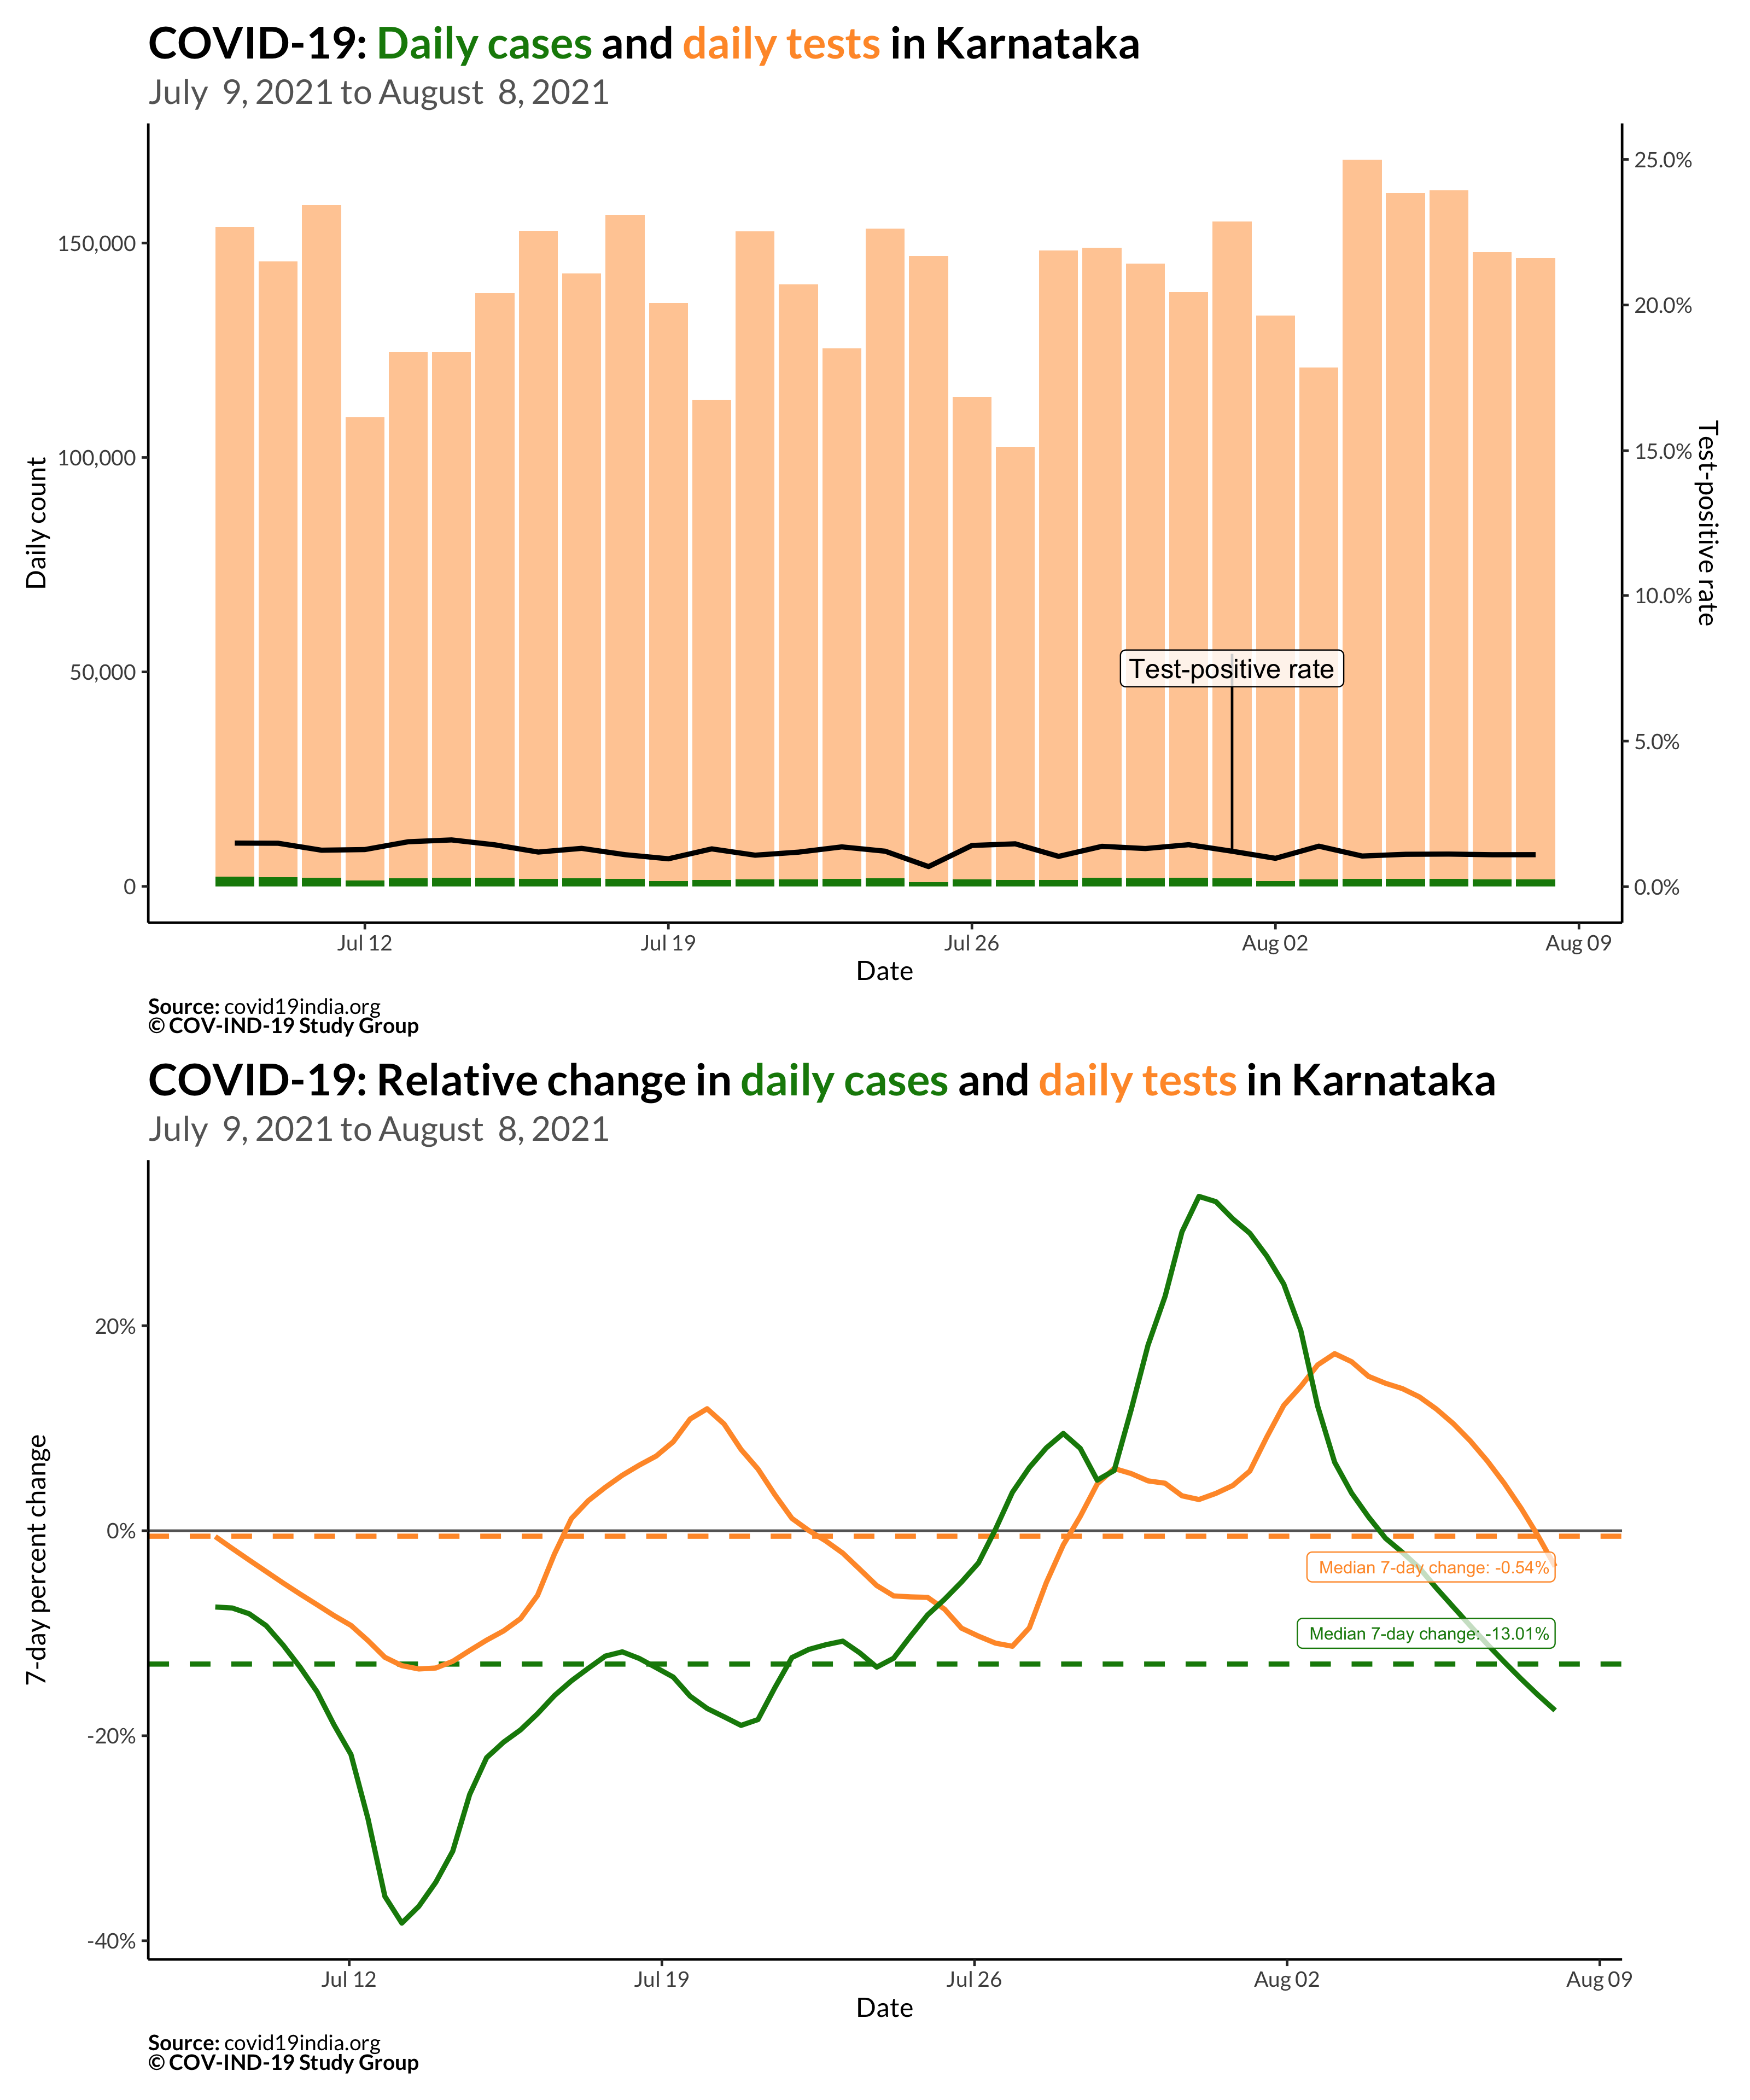 COVID-19: Daily cases and daily tests in Karnataka
July 9, 2021 to August 8, 2021
25.0%
150,000
20.0%
100,000
15.0%
Daily count
Test-positive rate
10.0%
50,000
Test-positive rate
5.0%
0
0.0%
Jul 12 Jul 19 Jul 26 Aug 02 Aug 09
Date
Source: covid19india.org
© COV-IND-19 Study Group
COVID-19: Relative change in daily cases and daily tests in Karnataka
July 9, 2021 to August 8, 2021
20%
0%
7-day percent change
Median 7-day change: -0.54%
Median 7-day change: -13.01%
-20%
-40%
Jul 12 Jul 19 Jul 26 Aug 02 Aug 09
Date
Source: covid19india.org
© COV-IND-19 Study Group